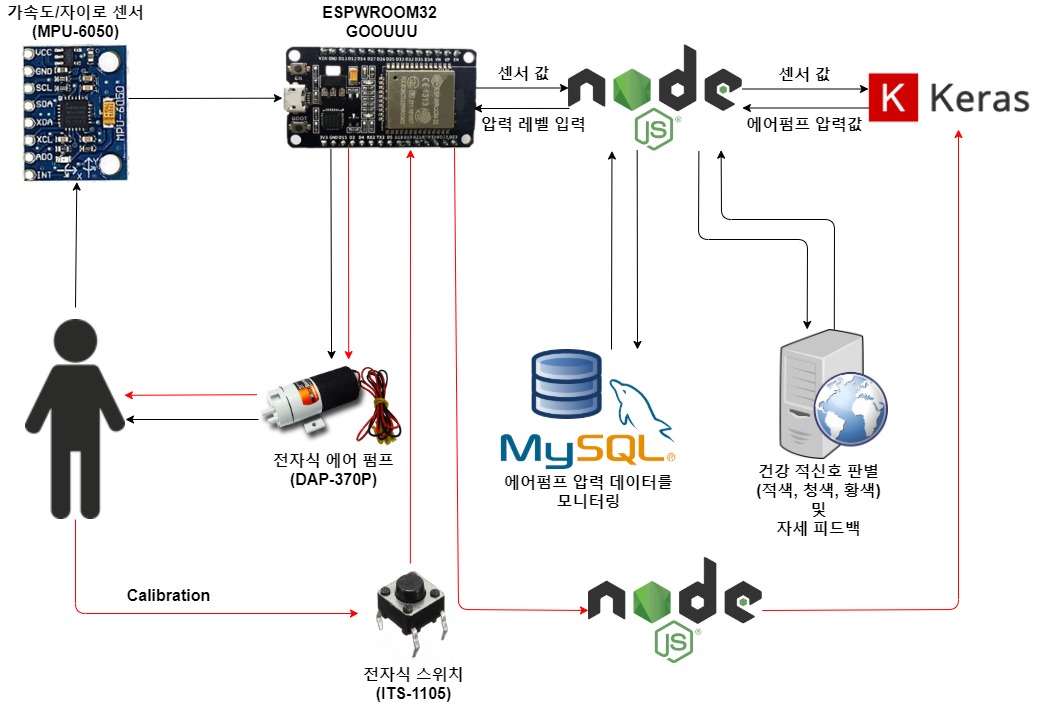 가속도/자이로 센서
(MPU-6050)
ESPWROOM32
GOOUUU
VCC
GND
SCL
SDA
XDA
XCL
ADO
INT
MPU-6050
센서 값
압력 레벨 입력
node
JS
®
센서 값
에어펌프 압력값
K Keras
전자식 에어 펌프
(DAP-370P)
MySQL®
에어펌프 압력 데이터를
모니터링
건강 적신호 판별
(적색, 청색, 황색)
및
자세 피드백
Calibration
node
JS
®
전자식 스위치
(ITS-1105)